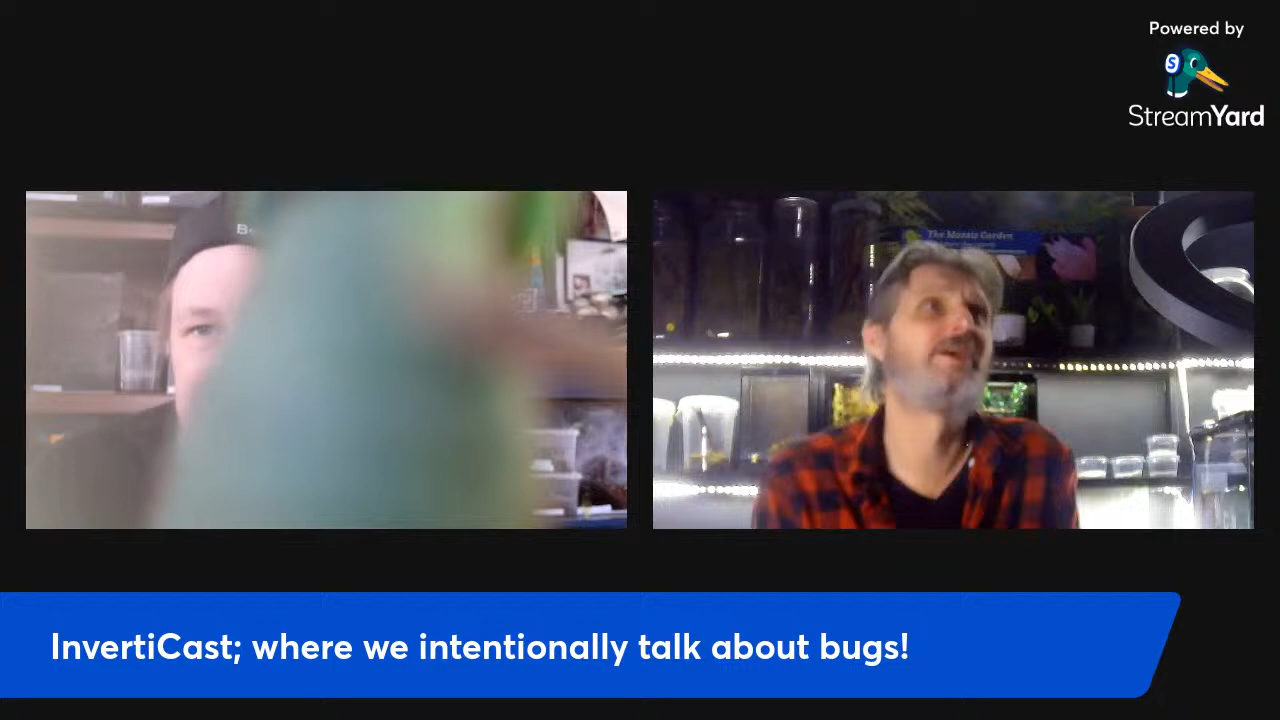 Powered by
S
StreamYard
B
The Mantis Garden
InvertiCast; where we intentionally talk about bugs!